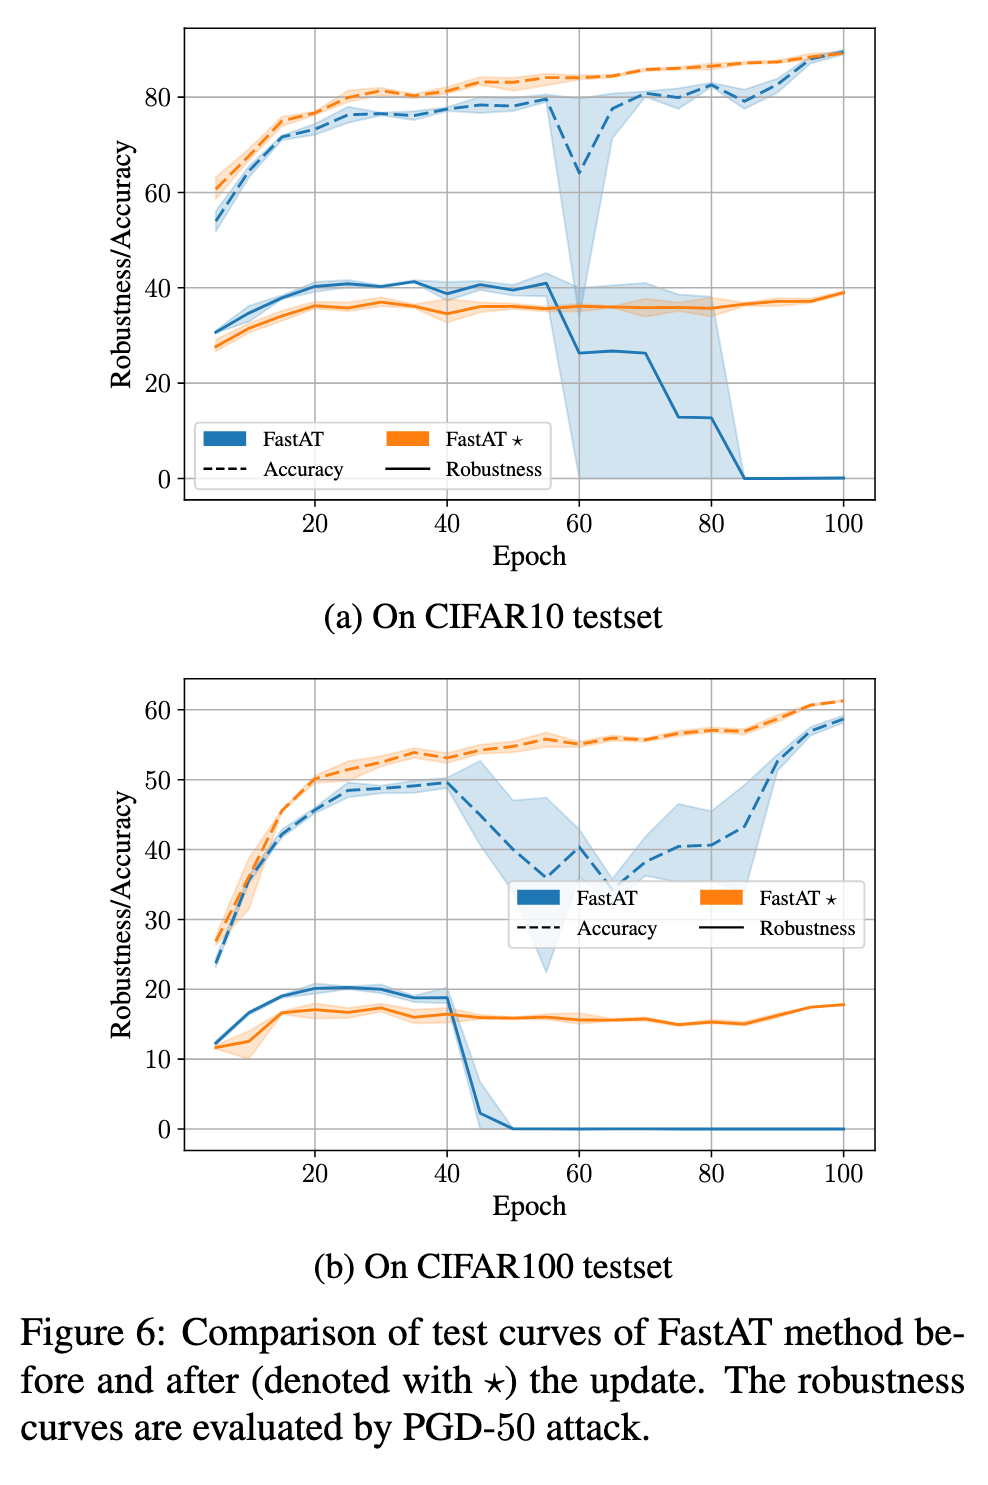 80
60
40
20
0
Robustness/Accuracy
FastAT
FastAT ⋆
Accuracy
Robustness
20 40 60 80 100
Epoch
(a) On CIFAR10 testset
60
50
40
30
20
10
0
Robustness/Accuracy
FastAT
FastAT ⋆
Accuracy
Robustness
20 40 60 80 100
Epoch
(b) On CIFAR100 testset
Figure 6: Comparison of test curves of FastAT method be-
fore and after (denoted with ⋆) the update. The robustness
curves are evaluated by PGD-50 attack.